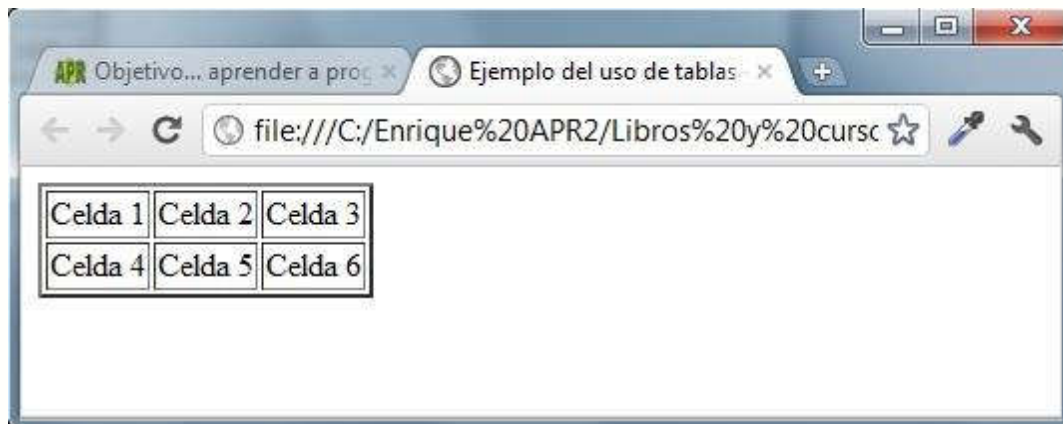 APR Objetivo... aprender a prog
Ejemplo del uso de tablas
file:///C:/Enrique%20APR2/Libros%20y%20curso
Celda 1 Celda 2 Celda 3
Celda 4 Celda 5 Celda 6